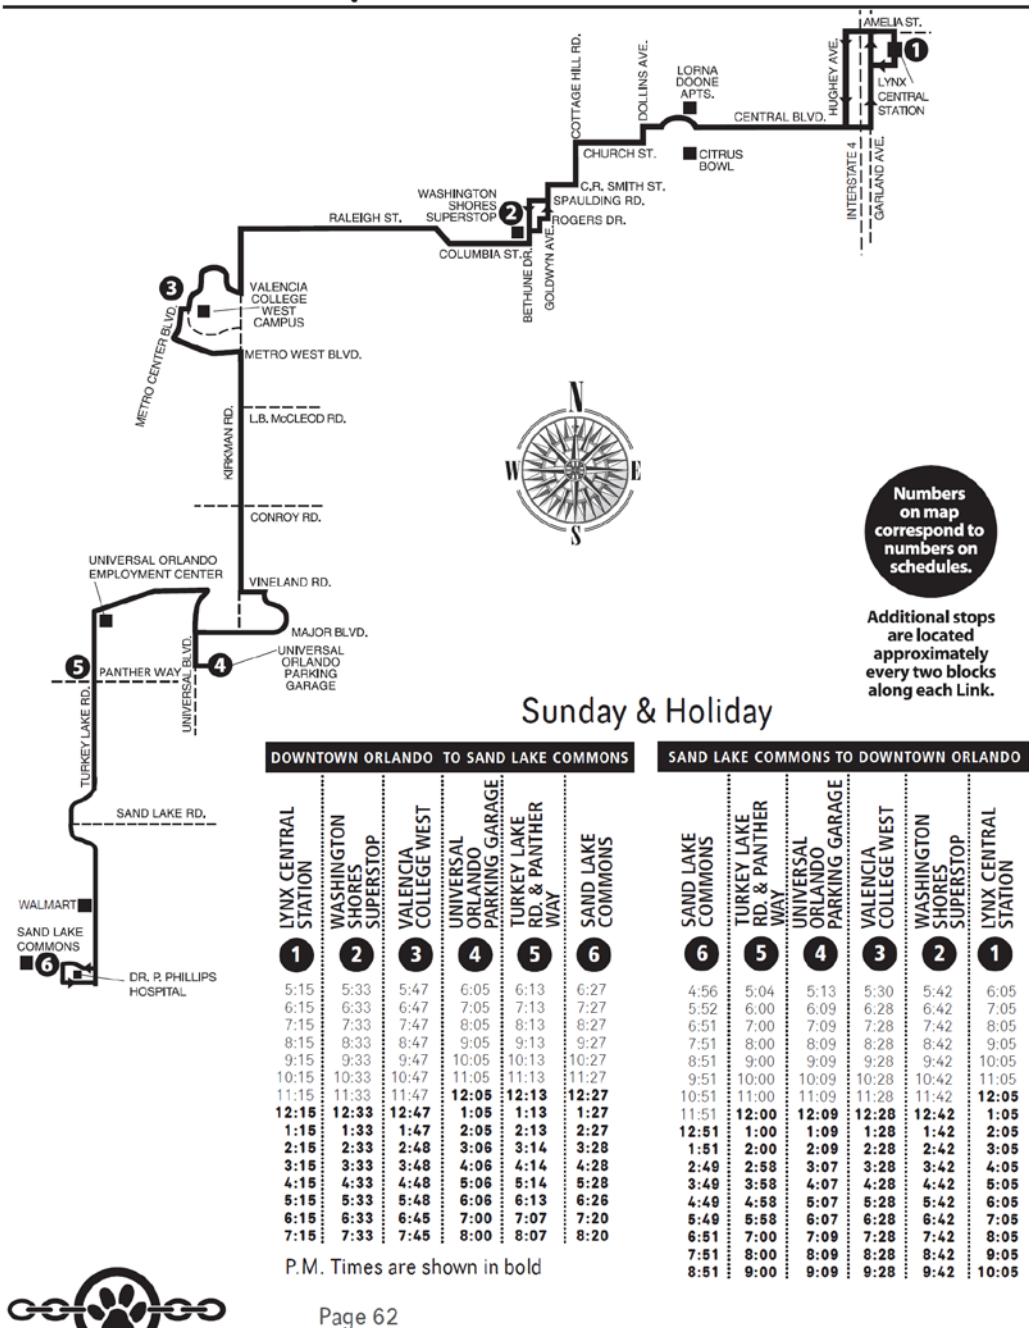 AMELIA ST.
1
HUGHEY AVE.
LYNX
CENTRAL
STATION
COTTAGE HILL RD.
DOLLINS AVE.
LORNA
DOONE
APTS.
CENTRAL BLVD.
CHURCH ST.
CITRUS
BOWL
INTERSTATE 4
GARLAND AVE.
C.R. SMITH ST.
WASHINGTON
SHORES
SUPERSTOP
2
SPAULDING RD.
ROGERS DR.
RALEIGH ST.
COLUMBIA ST.
BETHUNE DR.
GOLDWYN AVE.
3
VALENCIA
COLLEGE
WEST
CAMPUS
METRO CENTER BLVD.
METRO WEST BLVD.
L.B. McCLEOD RD.
KIRKMAN RD.
CONROY RD.
N
W
E
S
Numbers
on map
correspond to
numbers on
schedules.
UNIVERSAL ORLANDO
EMPLOYMENT CENTER
VINELAND RD.
MAJOR BLVD.
Additional stops
are located
approximately
every two blocks
along each Link.
5
PANTHER WAY
UNIVERSAL BLVD.
4
UNIVERSAL
ORLANDO
PARKING
GARAGE
TURKEY LAKE RD.
SAND LAKE RD.
WALMART
SAND LAKE
COMMONS
6
DR. P. PHILLIPS
HOSPITAL
Sunday & Holiday
DOWNTOWN ORLANDO TO SAND LAKE COMMONS
LYNX CENTRAL
STATION
WASHINGTON
SHORES
SUPERSTOP
VALENCIA
COLLEGE WEST
UNIVERSAL
ORLANDO
PARKING GARAGE
TURKEY LAKE
RD. & PANTHER
WAY
SAND LAKE
COMMONS
1 2 3 4 5 6
5:15 5:33 5:47 6:05 6:13 6:27
6:15 6:33 6:47 7:05 7:13 7:27
7:15 7:33 7:47 8:05 8:13 8:27
8:15 8:33 8:47 9:05 9:13 9:27
9:15 9:33 9:47 10:05 10:13 10:27
10:15 10:33 10:47 11:05 11:13 11:27
11:15 11:33 11:47 12:05 12:13 12:27
12:15 12:33 12:47 1:05 1:13 1:27
1:15 1:33 1:47 2:05 2:13 2:27
2:15 2:33 2:48 3:06 3:14 3:28
3:15 3:33 3:48 4:06 4:14 4:28
4:15 4:33 4:48 5:06 5:14 5:28
5:15 5:33 5:48 6:06 6:13 6:26
6:15 6:33 6:45 7:00 7:07 7:20
7:15 7:33 7:45 8:00 8:07 8:20
SAND LAKE COMMONS TO DOWNTOWN ORLANDO
SAND LAKE
COMMONS
TURKEY LAKE
RD. & PANTHER
WAY
UNIVERSAL
ORLANDO
PARKING GARAGE
VALENCIA
COLLEGE WEST
WASHINGTON
SHORES
SUPERSTOP
LYNX CENTRAL
STATION
6 5 4 3 2 1
4:56 5:04 5:13 5:30 5:42 6:05
5:52 6:00 6:09 6:28 6:42 7:05
6:51 7:00 7:09 7:28 7:42 8:05
7:51 8:00 8:09 8:28 8:42 9:05
8:51 9:00 9:09 9:28 9:42 10:05
9:51 10:00 10:09 10:28 10:42 11:05
10:51 11:00 11:09 11:28 11:42 12:05
11:51 12:00 12:09 12:28 12:42 1:05
12:51 1:00 1:09 1:28 1:42 2:05
1:51 2:00 2:09 2:28 2:42 3:05
2:49 2:58 3:07 3:28 3:42 4:05
3:49 3:58 4:07 4:28 4:42 5:05
4:49 4:58 5:07 5:28 5:42 6:05
5:49 5:58 6:07 6:28 6:42 7:05
6:51 7:00 7:09 7:28 7:42 8:05
7:51 8:00 8:09 8:28 8:42 9:05
8:51 9:00 9:09 9:28 9:42 10:05
P.M. Times are shown in bold
Page 62